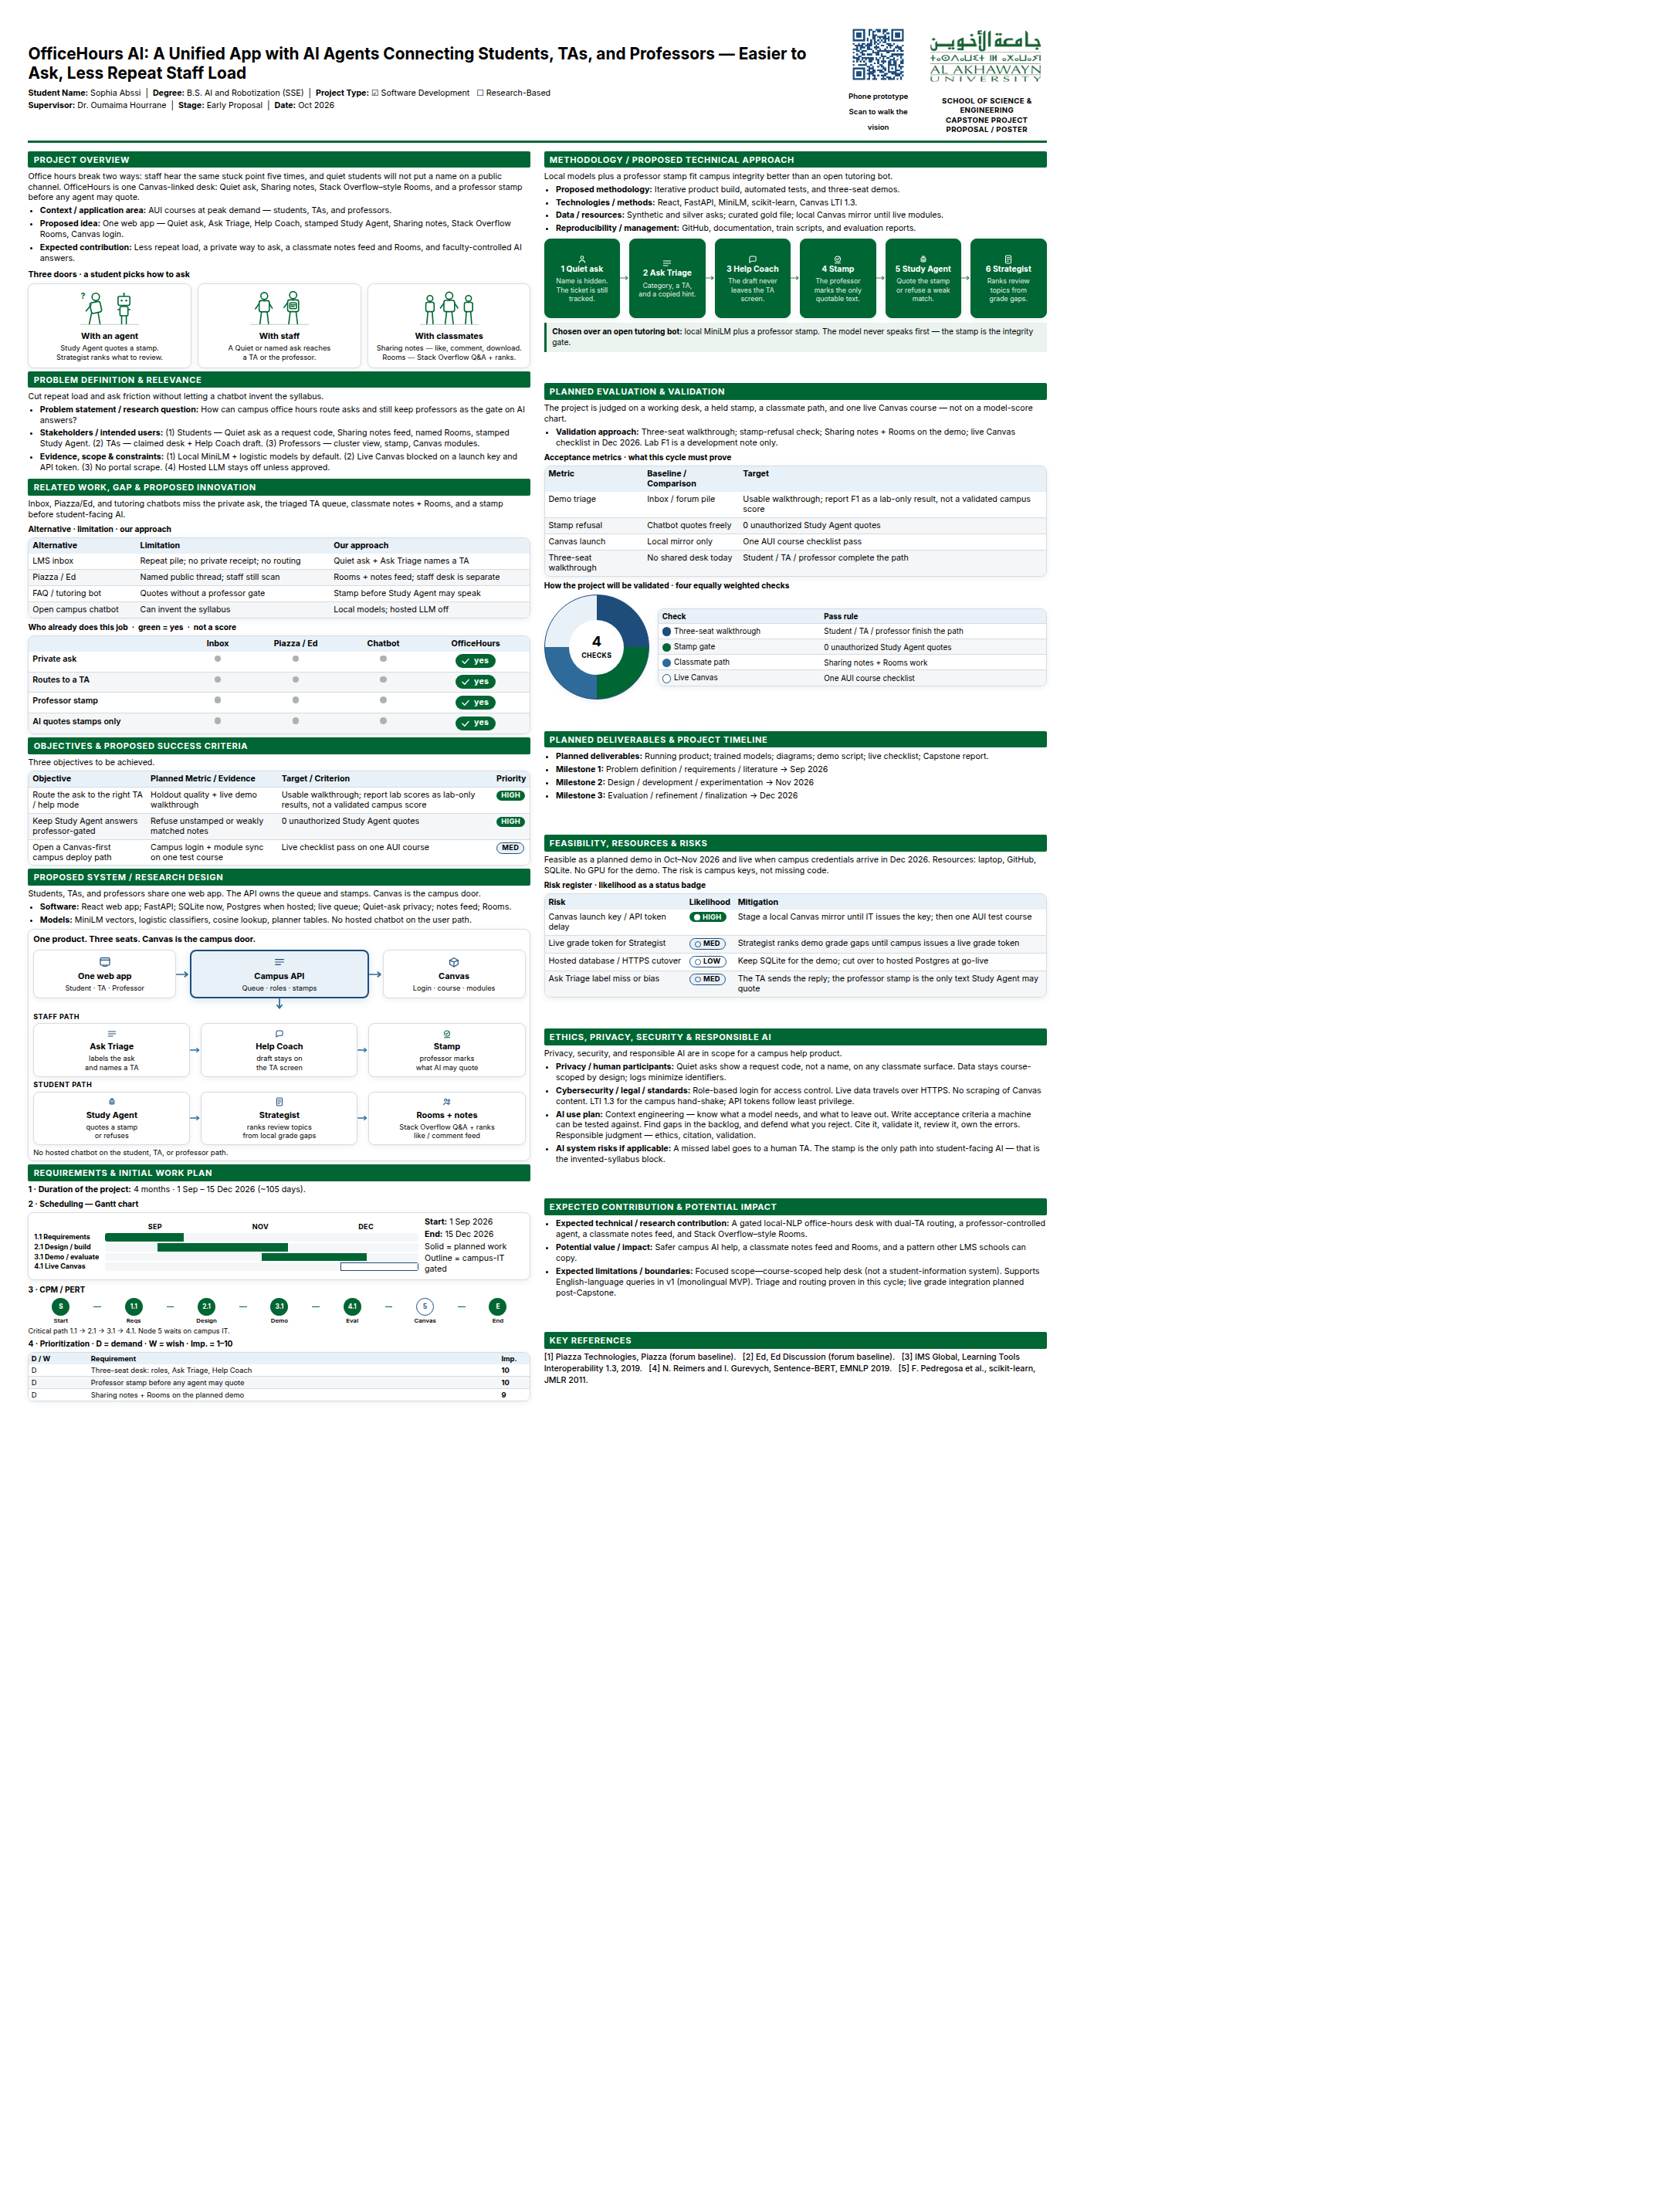 OfficeHours AI: A Unified App with AI Agents Connecting Students, TAs, and Professors — Easier to
Ask, Less Repeat Staff Load
Student Name: Sophia Abssi | Degree: B.S. AI and Robotization (SSE) | Project Type: ☑ Software Development ☐ Research-Based
Supervisor: Dr. Oumaima Hourrane | Stage: Early Proposal | Date: Oct 2026
Phone prototype
Scan to walk the
vision
جامعة الأخوين
AL AKHAWAYN
UNIVERSITY
SCHOOL OF SCIENCE &
ENGINEERING
CAPSTONE PROJECT
PROPOSAL / POSTER
PROJECT OVERVIEW
Office hours break two ways: staff hear the same stuck point five times, and quiet students will not put a name on a public
channel. OfficeHours is one Canvas-linked desk: Quiet ask, Sharing notes, Stack Overflow–style Rooms, and a professor stamp
before any agent may quote.
• Context / application area: AUI courses at peak demand — students, TAs, and professors.
• Proposed idea: One web app — Quiet ask, Ask Triage, Help Coach, stamped Study Agent, Sharing notes, Stack Overflow
Rooms, Canvas login.
• Expected contribution: Less repeat load, a private way to ask, a classmate notes feed and Rooms, and faculty-controlled AI
answers.
Three doors · a student picks how to ask
?
With an agent
Study Agent quotes a stamp.
Strategist ranks what to review.
With staff
A Quiet or named ask reaches
a TA or the professor.
With classmates
Sharing notes — like, comment, download.
Rooms — Stack Overflow Q&A + ranks.
PROBLEM DEFINITION & RELEVANCE
Cut repeat load and ask friction without letting a chatbot invent the syllabus.
• Problem statement / research question: How can campus office hours route asks and still keep professors as the gate on AI
answers?
• Stakeholders / intended users: (1) Students — Quiet ask as a request code, Sharing notes feed, named Rooms, stamped
Study Agent. (2) TAs — claimed desk + Help Coach draft. (3) Professors — cluster view, stamp, Canvas modules.
• Evidence, scope & constraints: (1) Local MiniLM + logistic models by default. (2) Live Canvas blocked on a launch key and
API token. (3) No portal scrape. (4) Hosted LLM stays off unless approved.
RELATED WORK, GAP & PROPOSED INNOVATION
Inbox, Piazza/Ed, and tutoring chatbots miss the private ask, the triaged TA queue, classmate notes + Rooms, and a stamp
before student-facing AI.
Alternative · limitation · our approach
Alternative Limitation Our approach
LMS inbox Repeat pile; no private receipt; no routing Quiet ask + Ask Triage names a TA
Piazza / Ed Named public thread; staff still scan Rooms + notes feed; staff desk is separate
FAQ / tutoring bot Quotes without a professor gate Stamp before Study Agent may speak
Open campus chatbot Can invent the syllabus Local models; hosted LLM off
Who already does this job · green = yes · not a score
Inbox Piazza / Ed Chatbot OfficeHours
Private ask ✓ yes
Routes to a TA ✓ yes
Professor stamp ✓ yes
AI quotes stamps only ✓ yes
OBJECTIVES & PROPOSED SUCCESS CRITERIA
Three objectives to be achieved.
Objective Planned Metric / Evidence Target / Criterion Priority
Route the ask to the right TA Holdout quality + live demo Usable walkthrough; report lab scores as lab-only HIGH
/ help mode walkthrough results, not a validated campus score
Keep Study Agent answers Refuse unstamped or weakly 0 unauthorized Study Agent quotes HIGH
professor-gated matched notes
Open a Canvas-first Campus login + module sync Live checklist pass on one AUI course MED
campus deploy path on one test course
PROPOSED SYSTEM / RESEARCH DESIGN
Students, TAs, and professors share one web app. The API owns the queue and stamps. Canvas is the campus door.
• Software: React web app; FastAPI; SQLite now, Postgres when hosted; live queue; Quiet-ask privacy; notes feed; Rooms.
• Models: MiniLM vectors, logistic classifiers, cosine lookup, planner tables. No hosted chatbot on the user path.
One product. Three seats. Canvas is the campus door.
One web app
Student · TA · Professor
Campus API
Queue · roles · stamps
Canvas
Login · course · modules
STAFF PATH
Ask Triage
labels the ask
and names a TA
Help Coach
draft stays on
the TA screen
Stamp
professor marks
what AI may quote
STUDENT PATH
Study Agent
quotes a stamp
or refuses
Strategist
ranks review topics
from local grade gaps
Rooms + notes
Stack Overflow Q&A + ranks
like / comment feed
No hosted chatbot on the student, TA, or professor path.
REQUIREMENTS & INITIAL WORK PLAN
1 · Duration of the project: 4 months · 1 Sep – 15 Dec 2026 (~105 days).
2 · Scheduling — Gantt chart
SEP NOV DEC
1.1 Requirements
2.1 Design / build
3.1 Demo / evaluate
4.1 Live Canvas
Start: 1 Sep 2026
End: 15 Dec 2026
Solid = planned work
Outline = campus-IT
gated
3 · CPM / PERT
S — 1.1 — 2.1 — 3.1 — 4.1 — 5 — E
Start Reqs Design Demo Eval Canvas End
Critical path 1.1 → 2.1 → 3.1 → 4.1. Node 5 waits on campus IT.
4 · Prioritization · D = demand · W = wish · Imp. = 1–10
D / W Requirement Imp.
D Three-seat desk: roles, Ask Triage, Help Coach 10
D Professor stamp before any agent may quote 10
D Sharing notes + Rooms on the planned demo 9
METHODOLOGY / PROPOSED TECHNICAL APPROACH
Local models plus a professor stamp fit campus integrity better than an open tutoring bot.
• Proposed methodology: Iterative product build, automated tests, and three-seat demos.
• Technologies / methods: React, FastAPI, MiniLM, scikit-learn, Canvas LTI 1.3.
• Data / resources: Synthetic and silver asks; curated gold file; local Canvas mirror until live modules.
• Reproducibility / management: GitHub, documentation, train scripts, and evaluation reports.
1 Quiet ask
Name is hidden.
The ticket is still
tracked.
2 Ask Triage
Category, a TA,
and a copied hint.
3 Help Coach
The draft never
leaves the TA
screen.
4 Stamp
The professor
marks the only
quotable text.
5 Study Agent
Quote the stamp
or refuse a weak
match.
6 Strategist
Ranks review
topics from
grade gaps.
Chosen over an open tutoring bot: local MiniLM plus a professor stamp. The model never speaks first — the stamp is the integrity
gate.
PLANNED EVALUATION & VALIDATION
The project is judged on a working desk, a held stamp, a classmate path, and one live Canvas course — not on a model-score
chart.
• Validation approach: Three-seat walkthrough; stamp-refusal check; Sharing notes + Rooms on the demo; live Canvas
checklist in Dec 2026. Lab F1 is a development note only.
Acceptance metrics · what this cycle must prove
Metric Baseline / Target
Comparison
Demo triage Inbox / forum pile Usable walkthrough; report F1 as a lab-only result, not a validated campus
score
Stamp refusal Chatbot quotes freely 0 unauthorized Study Agent quotes
Canvas launch Local mirror only One AUI course checklist pass
Three-seat No shared desk today Student / TA / professor complete the path
walkthrough
How the project will be validated · four equally weighted checks
4
CHECKS
Check Pass rule
Three-seat walkthrough Student / TA / professor finish the path
Stamp gate 0 unauthorized Study Agent quotes
Classmate path Sharing notes + Rooms work
Live Canvas One AUI course checklist
PLANNED DELIVERABLES & PROJECT TIMELINE
• Planned deliverables: Running product; trained models; diagrams; demo script; live checklist; Capstone report.
• Milestone 1: Problem definition / requirements / literature → Sep 2026
• Milestone 2: Design / development / experimentation → Nov 2026
• Milestone 3: Evaluation / refinement / finalization → Dec 2026
FEASIBILITY, RESOURCES & RISKS
Feasible as a planned demo in Oct–Nov 2026 and live when campus credentials arrive in Dec 2026. Resources: laptop, GitHub,
SQLite. No GPU for the demo. The risk is campus keys, not missing code.
Risk register · likelihood as a status badge
Risk Likelihood Mitigation
Canvas launch key / API token HIGH Stage a local Canvas mirror until IT issues the key; then one AUI test course
delay
Live grade token for Strategist MED Strategist ranks demo grade gaps until campus issues a live grade token
Hosted database / HTTPS cutover LOW Keep SQLite for the demo; cut over to hosted Postgres at go-live
Ask Triage label miss or bias MED The TA sends the reply; the professor stamp is the only text Study Agent may
quote
ETHICS, PRIVACY, SECURITY & RESPONSIBLE AI
Privacy, security, and responsible AI are in scope for a campus help product.
• Privacy / human participants: Quiet asks show a request code, not a name, on any classmate surface. Data stays course-
scoped by design; logs minimize identifiers.
• Cybersecurity / legal / standards: Role-based login for access control. Live data travels over HTTPS. No scraping of Canvas
content. LTI 1.3 for the campus hand-shake; API tokens follow least privilege.
• AI use plan: Context engineering — know what a model needs, and what to leave out. Write acceptance criteria a machine
can be tested against. Find gaps in the backlog, and defend what you reject. Cite it, validate it, review it, own the errors.
Responsible judgment — ethics, citation, validation.
• AI system risks if applicable: A missed label goes to a human TA. The stamp is the only path into student-facing AI — that is
the invented-syllabus block.
EXPECTED CONTRIBUTION & POTENTIAL IMPACT
• Expected technical / research contribution: A gated local-NLP office-hours desk with dual-TA routing, a professor-controlled
agent, a classmate notes feed, and Stack Overflow–style Rooms.
• Potential value / impact: Safer campus AI help, a classmate notes feed and Rooms, and a pattern other LMS schools can
copy.
• Expected limitations / boundaries: Focused scope—course-scoped help desk (not a student-information system). Supports
English-language queries in v1 (monolingual MVP). Triage and routing proven in this cycle; live grade integration planned
post-Capstone.
KEY REFERENCES
[1] Piazza Technologies, Piazza (forum baseline). [2] Ed, Ed Discussion (forum baseline). [3] IMS Global, Learning Tools
Interoperability 1.3, 2019. [4] N. Reimers and I. Gurevych, Sentence-BERT, EMNLP 2019. [5] F. Pedregosa et al., scikit-learn,
JMLR 2011.